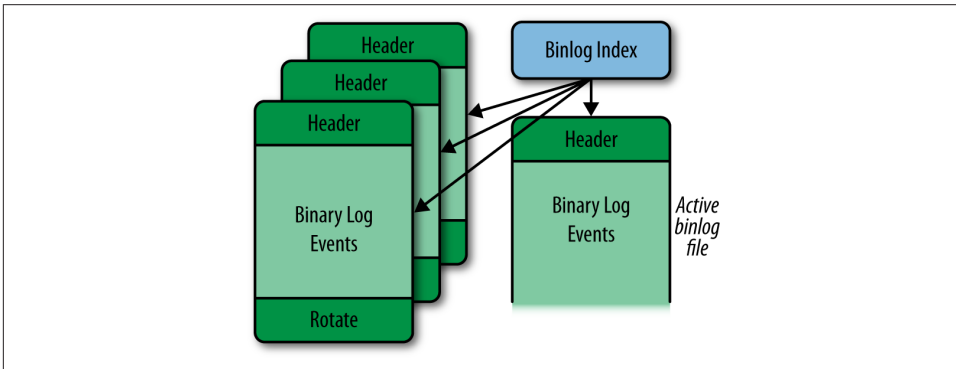 Header
Header
Header
Binary Log
Events
Rotate
Binlog Index
Header
Binary Log
Events
Active
binlog
file